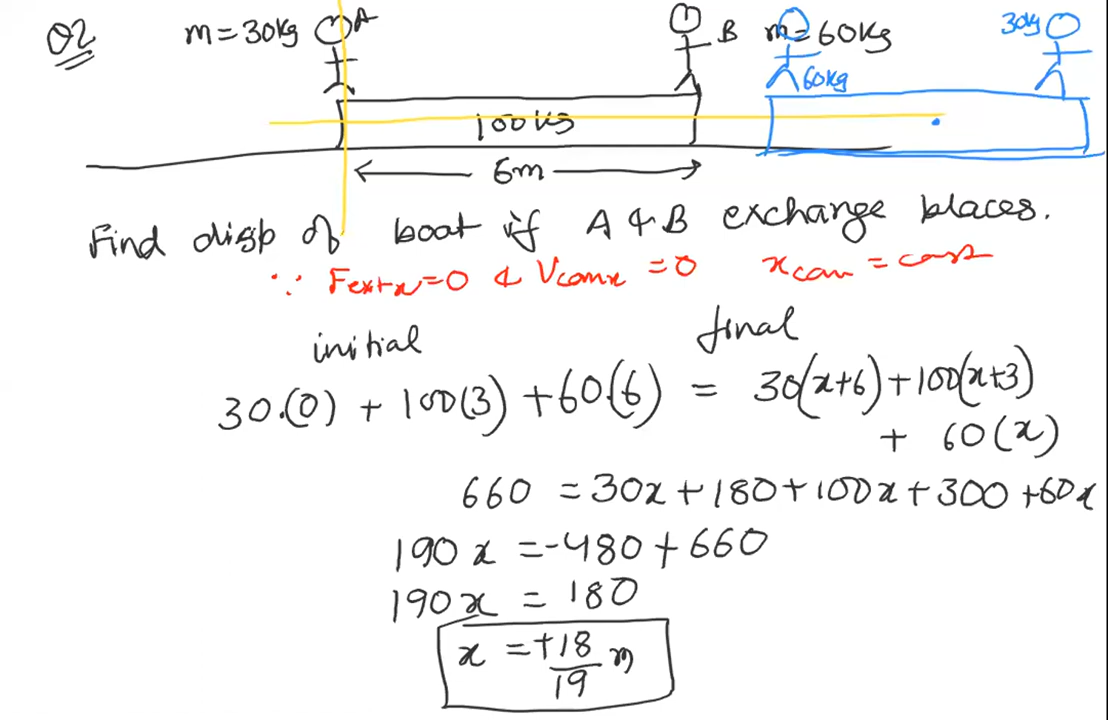 Q2 m = 30kg A B m = 60kg 30kg
60kg
100kg
6m
Find disp of boat if A & B exchange places.
∵ Fextx = 0 & Vcomx = 0 xcom = const
initial final
30.(0) + 100(3) + 60(6) = 30(x+6) + 100(x+3)
+ 60(x)
660 = 30x + 180 + 100x + 300 + 60x
190x = -480 + 660
190x = 180
x = +18/19 m